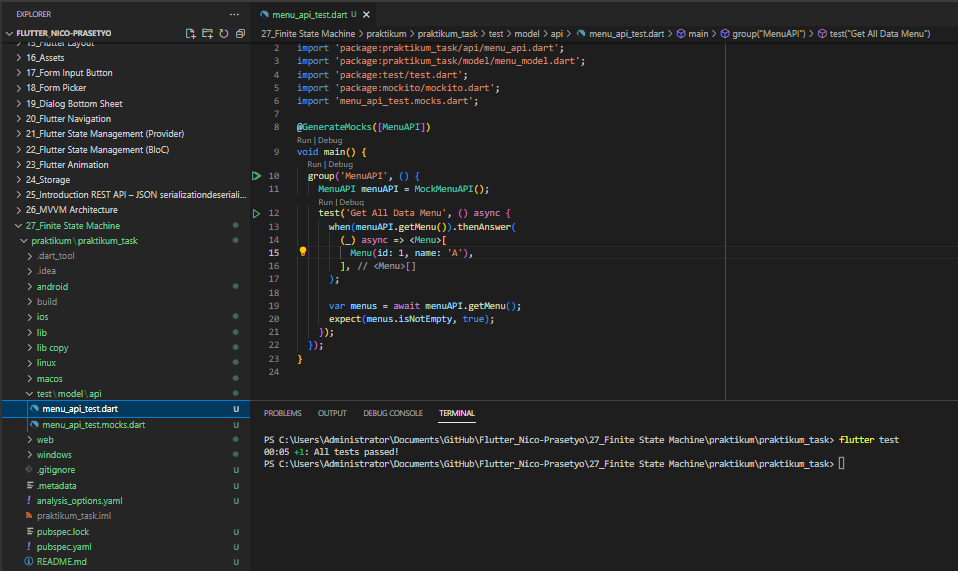 EXPLORER
FLUTTER_NICO-PRASETYO
15_Flutter Layout
16_Assets
17_Form Input Button
18_Form Picker
19_Dialog Bottom Sheet
20_Flutter Navigation
21_Flutter State Management (Provider)
22_Flutter State Management (BloC)
23_Flutter Animation
24_Storage
25_Introduction REST API – JSON serializationdeseriali...
26_MVVM Architecture
27_Finite State Machine
praktikum \ praktikum_task
.dart_tool
.idea
android
build
ios
lib
lib copy
linux
macos
test \ model \ api
menu_api_test.dart U
menu_api_test.mocks.dart U
web
windows
.gitignore U
.metadata U
analysis_options.yaml U
praktikum_task.iml
pubspec.lock U
pubspec.yaml U
README.md U
menu_api_test.dart U
27_Finite State Machine > praktikum > praktikum_task > test > model > api > menu_api_test.dart > main > group("MenuAPI") > test("Get All Data Menu")
2 import 'package:praktikum_task/api/menu_api.dart';
3 import 'package:praktikum_task/model/menu_model.dart';
4 import 'package:test/test.dart';
5 import 'package:mockito/mockito.dart';
6 import 'menu_api_test.mocks.dart';
7
8 @GenerateMocks([MenuAPI])
Run | Debug
9 void main() {
Run | Debug
10 group('MenuAPI', () {
11 MenuAPI menuAPI = MockMenuAPI();
Run | Debug
12 test('Get All Data Menu', () async {
13 when(menuAPI.getMenu()).thenAnswer(
14 (_) async => <Menu>[
15 Menu(id: 1, name: 'A'),
16 ], // <Menu>[]
17 );
18
19 var menus = await menuAPI.getMenu();
20 expect(menus.isNotEmpty, true);
21 });
22 });
23 }
24
PROBLEMS OUTPUT DEBUG CONSOLE TERMINAL
PS C:\Users\Administrator\Documents\GitHub\Flutter_Nico-Prasetyo\27_Finite State Machine\praktikum\praktikum_task> flutter test
00:05 +1: All tests passed!
PS C:\Users\Administrator\Documents\GitHub\Flutter_Nico-Prasetyo\27_Finite State Machine\praktikum\praktikum_task>